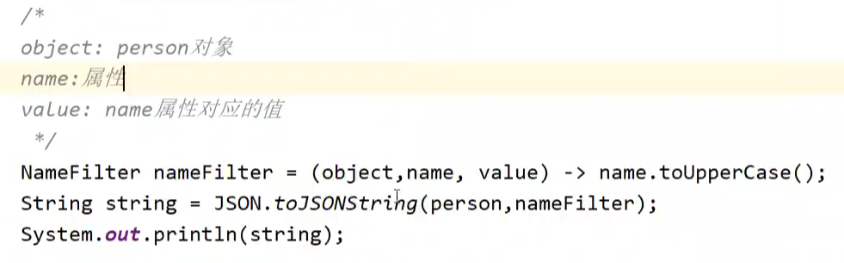 /*
object: person对象
name:属性
value: name属性对应的值
*/
NameFilter nameFilter = (object,name, value) -> name.toUpperCase();
String string = JSON.toJSONString(person,nameFilter);
System.out.println(string);